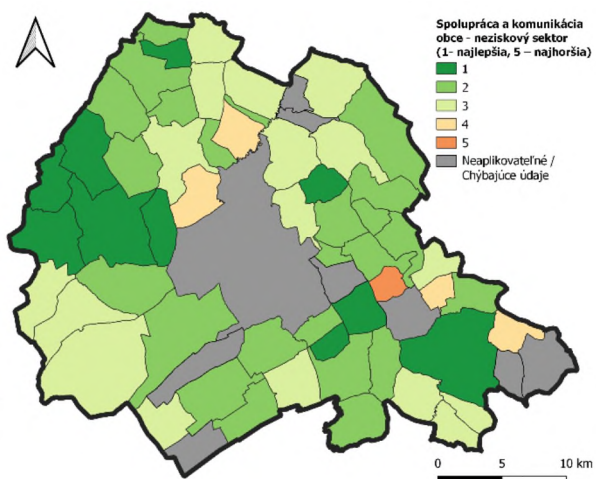 Spolupráca a komunikácia
obce - neziskový sektor
(1- najlepšia, 5 – najhoršia)
1
2
3
4
5
Neaplikovateľné /
Chýbajúce údaje
0 5 10 km